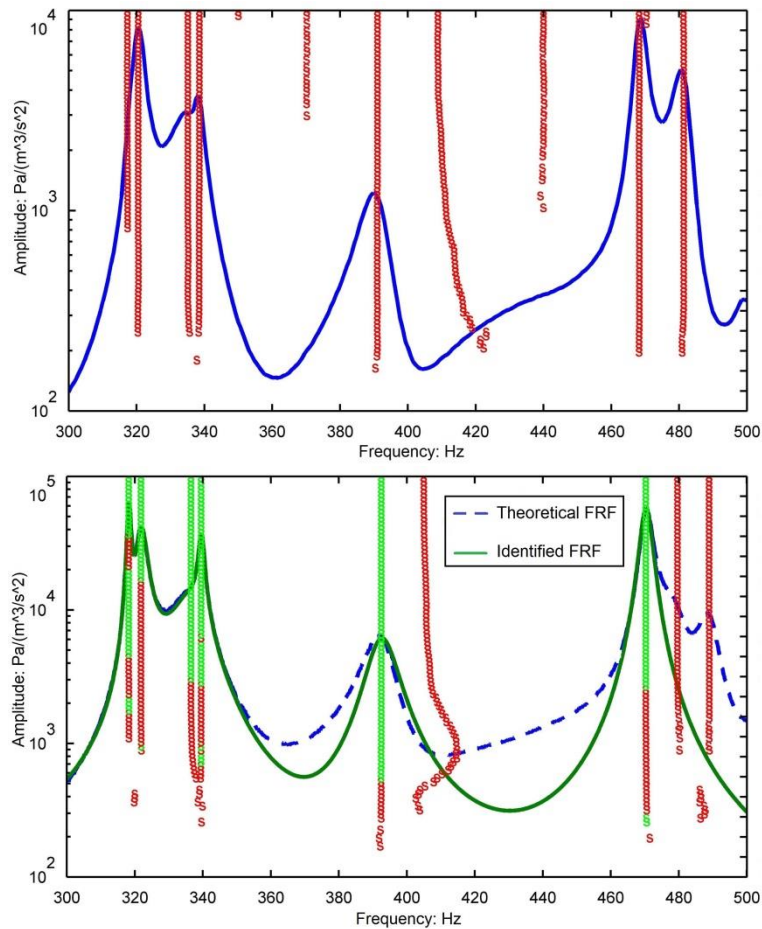 10^4
Amplitude: Pa/(m^3/s^2)
10^3
10^2
300 320 340 360 380 400 420 440 460 480 500
Frequency: Hz
10^5
Theoretical FRF
Identified FRF
10^4
Amplitude: Pa/(m^3/s^2)
10^3
10^2
300 320 340 360 380 400 420 440 460 480 500
Frequency: Hz